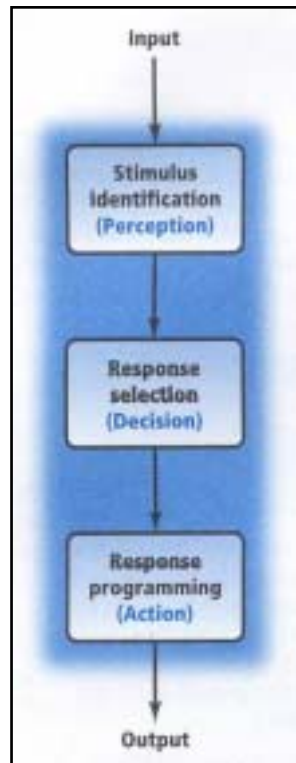 Input
Stimulus
identification
(Perception)
Response
selection
(Decision)
Response
programming
(Action)
Output